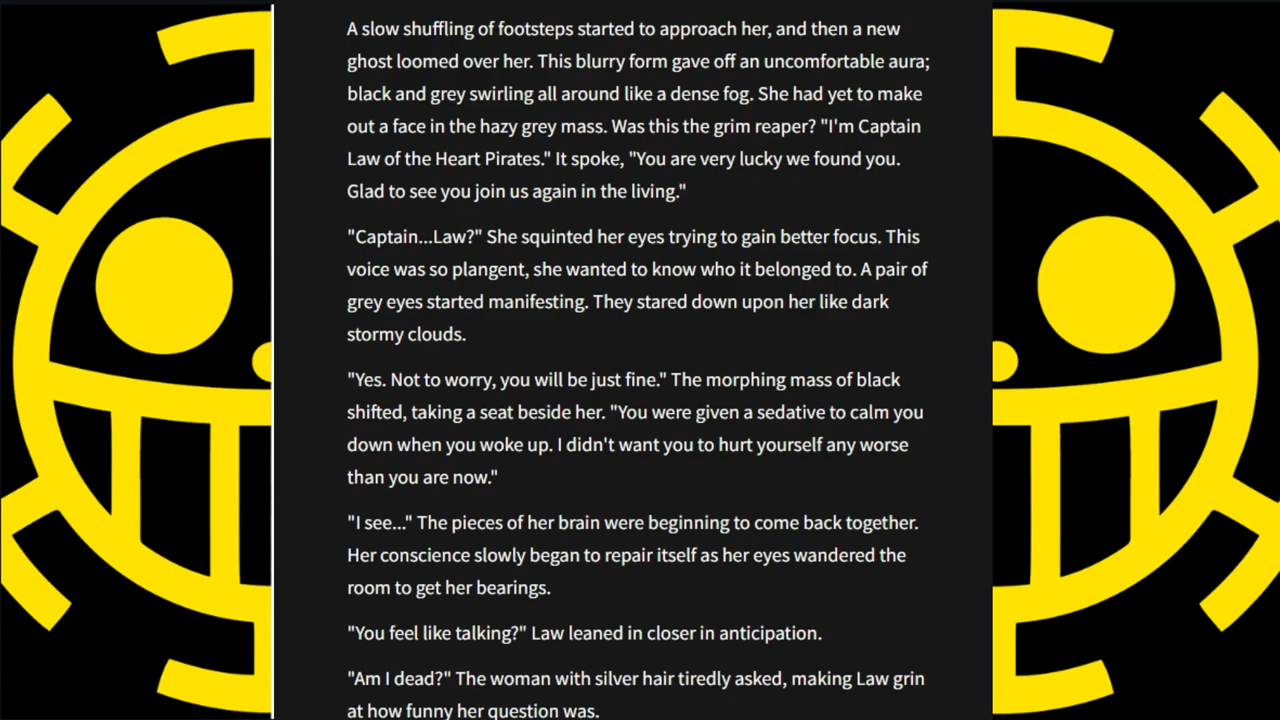 A slow shuffling of footsteps started to approach her, and then a new
ghost loomed over her. This blurry form gave off an uncomfortable aura;
black and grey swirling all around like a dense fog. She had yet to make
out a face in the hazy grey mass. Was this the grim reaper? "I'm Captain
Law of the Heart Pirates." It spoke, "You are very lucky we found you.
Glad to see you join us again in the living."
"Captain...Law?" She squinted her eyes trying to gain better focus. This
voice was so plangent, she wanted to know who it belonged to. A pair of
grey eyes started manifesting. They stared down upon her like dark
stormy clouds.
"Yes. Not to worry, you will be just fine." The morphing mass of black
shifted, taking a seat beside her. "You were given a sedative to calm you
down when you woke up. I didn't want you to hurt yourself any worse
than you are now."
"I see..." The pieces of her brain were beginning to come back together.
Her conscience slowly began to repair itself as her eyes wandered the
room to get her bearings.
"You feel like talking?" Law leaned in closer in anticipation.
"Am I dead?" The woman with silver hair tiredly asked, making Law grin
at how funny her question was.